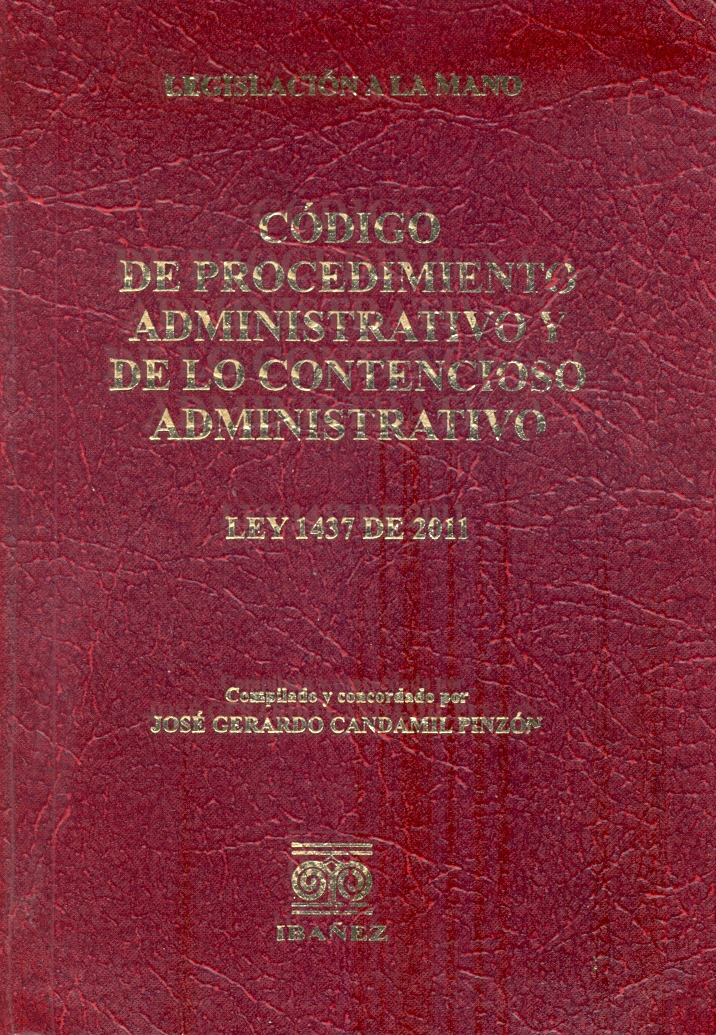 LEGISLACIÓN A LA MANO
CÓDIGO
DE PROCEDIMIENTO
ADMINISTRATIVO Y
DE LO CONTENCIOSO
ADMINISTRATIVO
LEY 1437 DE 2011
Compilado y concordado por
JOSÉ GERARDO CANDAMIL PINZÓN
IBAÑEZ